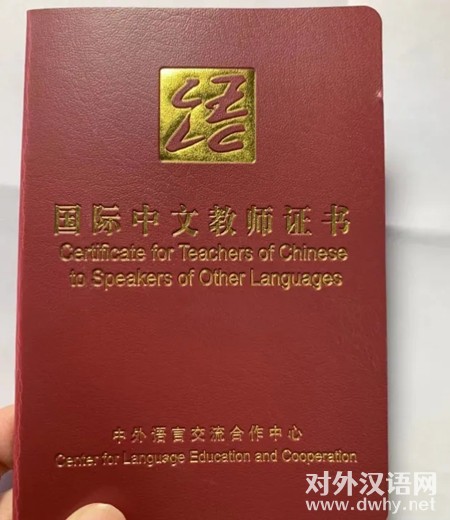 语
国际中文教师证书
Certificate for Teachers of Chinese
to Speakers of Other Languages
中外语言交流合作中心
Center for Language Education and Cooperation
对外汉语网
www.dwhy.net